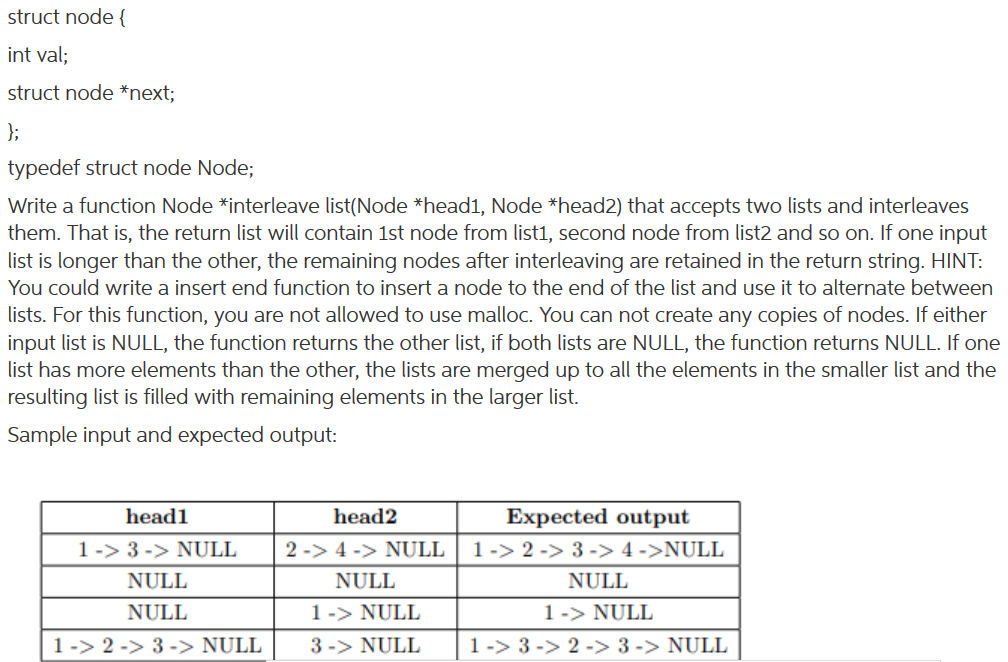 struct node {
int val;
struct node *next;
};
typedef struct node Node;
Write a function Node *interleave list(Node *head1, Node *head2) that accepts two lists and interleaves
them. That is, the return list will contain 1st node from list1, second node from list2 and so on. If one input
list is longer than the other, the remaining nodes after interleaving are retained in the return string. HINT:
You could write a insert end function to insert a node to the end of the list and use it to alternate between
lists. For this function, you are not allowed to use malloc. You can not create any copies of nodes. If either
input list is NULL, the function returns the other list, if both lists are NULL, the function returns NULL. If one
list has more elements than the other, the lists are merged up to all the elements in the smaller list and the
resulting list is filled with remaining elements in the larger list.
Sample input and expected output:
head1 head2 Expected output
1 -> 3 -> NULL 2 -> 4 -> NULL 1 -> 2 -> 3 -> 4 ->NULL
NULL NULL NULL
NULL 1 -> NULL 1 -> NULL
1 -> 2 -> 3 -> NULL 3 -> NULL 1 -> 3 -> 2 -> 3 -> NULL